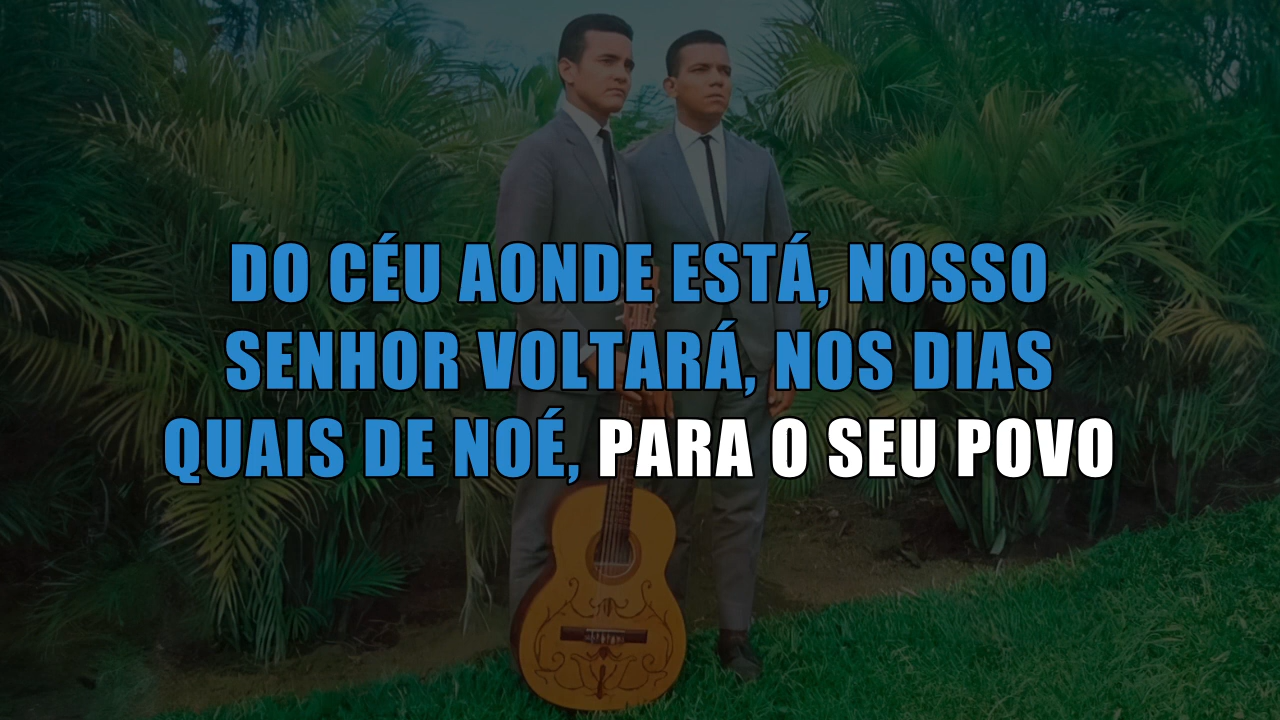 DO CÉU AONDE ESTÁ, NOSSO
SENHOR VOLTARÁ, NOS DIAS
QUAIS DE NOÉ, PARA O SEU POVO